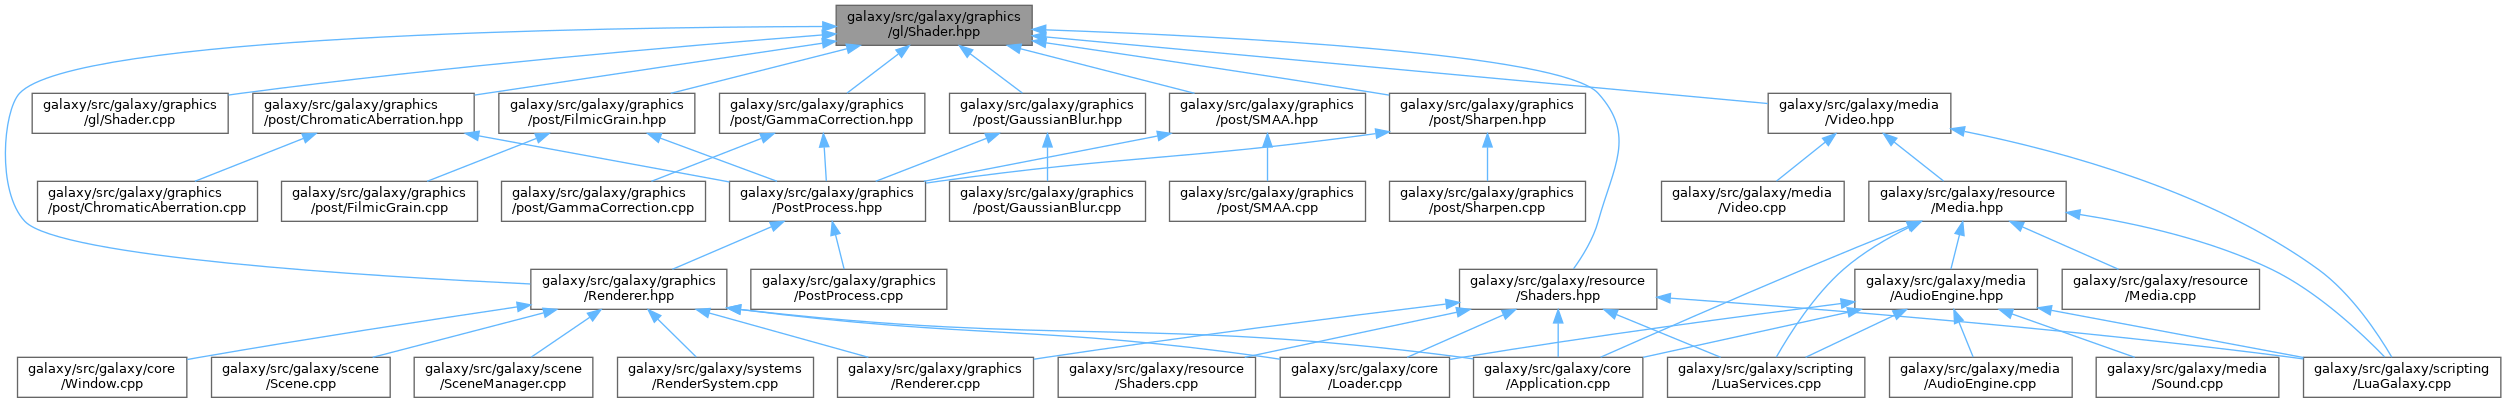 galaxy/src/galaxy/graphics
/gl/Shader.hpp
galaxy/src/galaxy/graphics
/gl/Shader.cpp
galaxy/src/galaxy/graphics
/post/ChromaticAberration.hpp
galaxy/src/galaxy/graphics
/post/FilmicGrain.hpp
galaxy/src/galaxy/graphics
/post/GammaCorrection.hpp
galaxy/src/galaxy/graphics
/post/GaussianBlur.hpp
galaxy/src/galaxy/graphics
/post/SMAA.hpp
galaxy/src/galaxy/graphics
/post/Sharpen.hpp
galaxy/src/galaxy/media
/Video.hpp
galaxy/src/galaxy/graphics
/post/ChromaticAberration.cpp
galaxy/src/galaxy/graphics
/post/FilmicGrain.cpp
galaxy/src/galaxy/graphics
/post/GammaCorrection.cpp
galaxy/src/galaxy/graphics
/PostProcess.hpp
galaxy/src/galaxy/graphics
/post/GaussianBlur.cpp
galaxy/src/galaxy/graphics
/post/SMAA.cpp
galaxy/src/galaxy/graphics
/post/Sharpen.cpp
galaxy/src/galaxy/media
/Video.cpp
galaxy/src/galaxy/resource
/Media.hpp
galaxy/src/galaxy/graphics
/Renderer.hpp
galaxy/src/galaxy/graphics
/PostProcess.cpp
galaxy/src/galaxy/resource
/Shaders.hpp
galaxy/src/galaxy/media
/AudioEngine.hpp
galaxy/src/galaxy/resource
/Media.cpp
galaxy/src/galaxy/core
/Window.cpp
galaxy/src/galaxy/scene
/Scene.cpp
galaxy/src/galaxy/scene
/SceneManager.cpp
galaxy/src/galaxy/systems
/RenderSystem.cpp
galaxy/src/galaxy/graphics
/Renderer.cpp
galaxy/src/galaxy/resource
/Shaders.cpp
galaxy/src/galaxy/core
/Loader.cpp
galaxy/src/galaxy/core
/Application.cpp
galaxy/src/galaxy/scripting
/LuaServices.cpp
galaxy/src/galaxy/media
/AudioEngine.cpp
galaxy/src/galaxy/media
/Sound.cpp
galaxy/src/galaxy/scripting
/LuaGalaxy.cpp